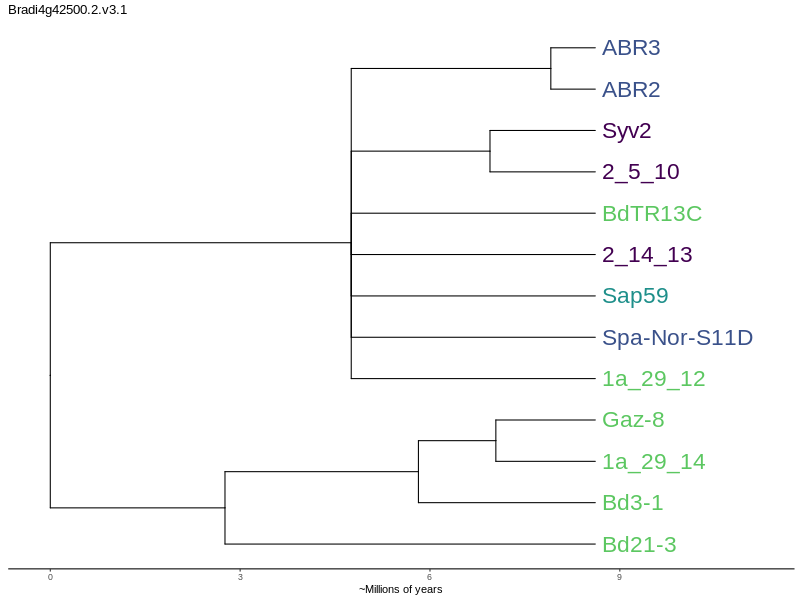 Bradi4g42500.2.v3.1
ABR3
ABR2
Syv2
2_5_10
BdTR13C
2_14_13
Sap59
Spa-Nor-S11D
1a_29_12
Gaz-8
1a_29_14
Bd3-1
Bd21-3
0 3 6 9
~Millions of years